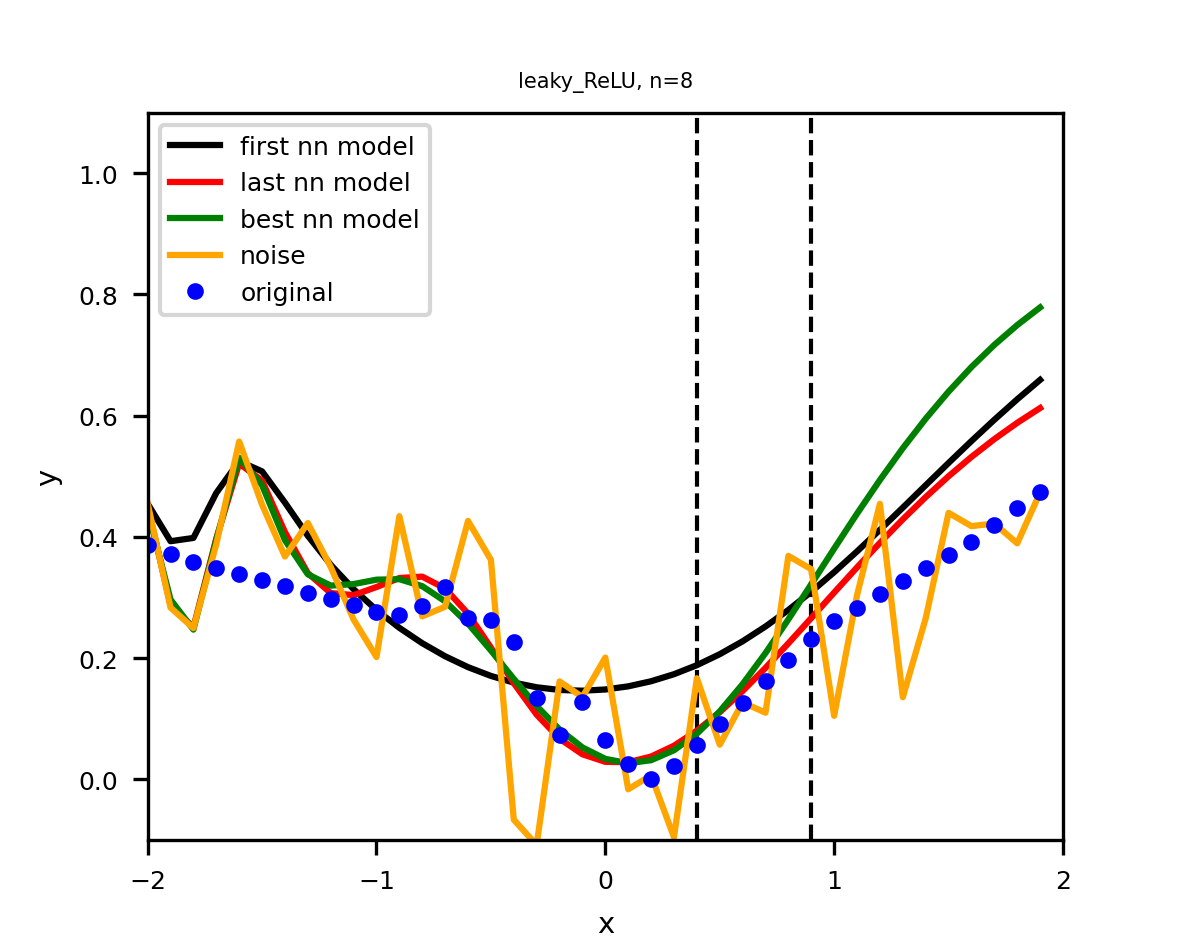 leaky_ReLU, n=8
first nn model
last nn model
best nn model
noise
original
1.0
0.8
0.6
0.4
0.2
0.0
y
−2 −1 0 1 2
x